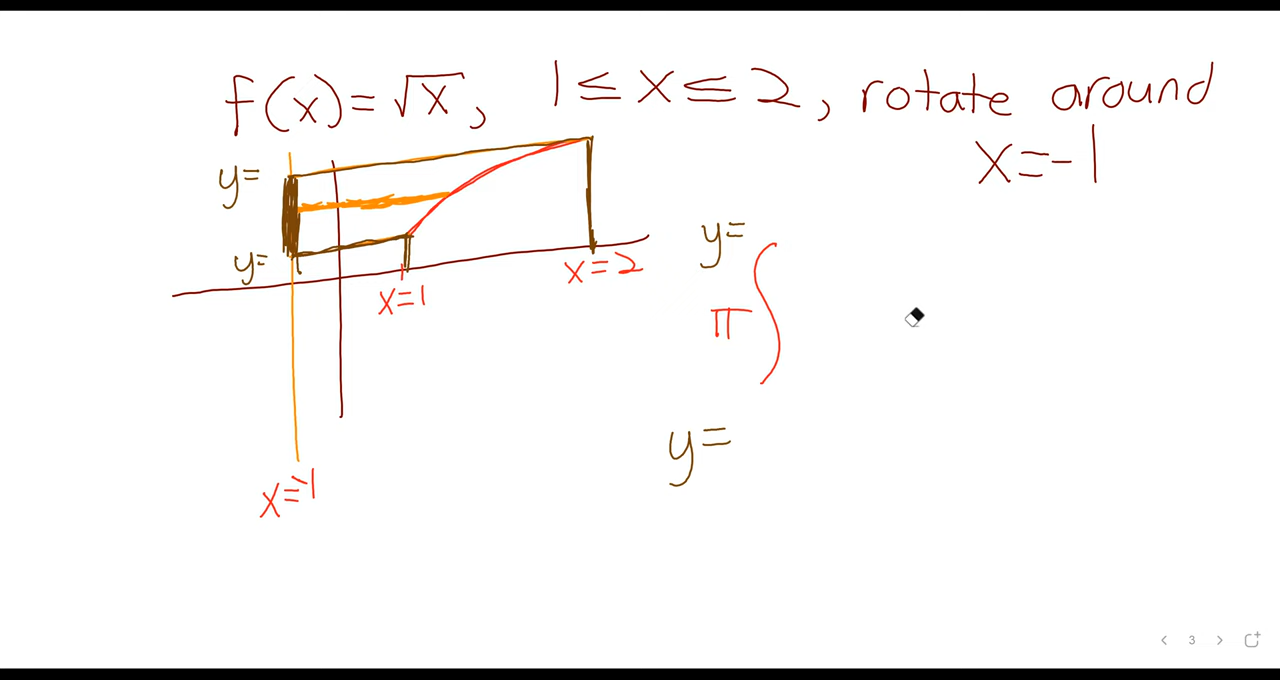 f(x)=√x, 1≤x≤2, rotate around
x=-1
y=
y=
x=1
x=2
x=-1
y=
π∫
y=
3